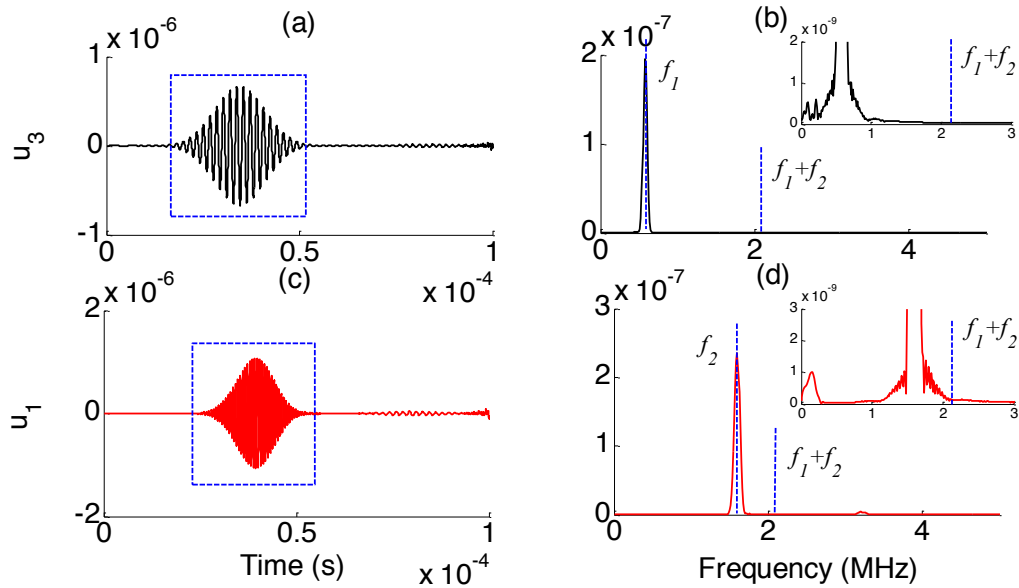 (a)
x 10^-6
1
0
-1
u_3
0
0.5
1
x 10^-4
(b)
x 10^-7
2
1
0
f_1
f_1+f_2
0
2
4
x 10^-9
2
1
0
0
1
2
3
f_1+f_2
(c)
x 10^-6
2
0
-2
u_1
0
0.5
1
Time (s)
x 10^-4
(d)
x 10^-7
3
2
1
0
f_2
f_1+f_2
0
2
4
Frequency (MHz)
x 10^-9
3
2
1
0
0
1
2
3
f_1+f_2